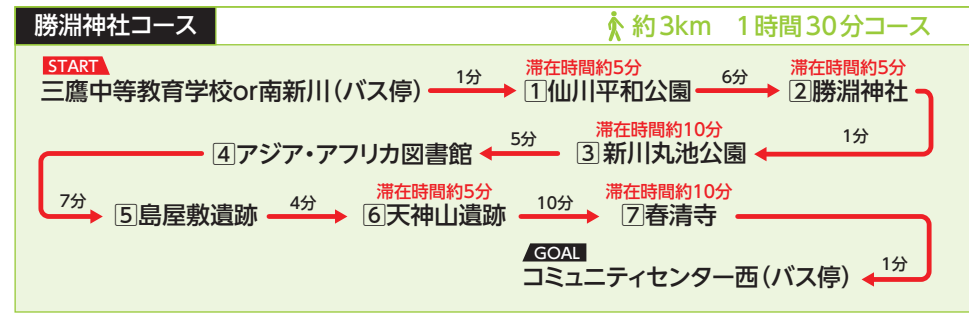 勝淵神社コース
約3km 1時間30分コース
START
三鷹中等教育学校or南新川(バス停)
1分
滞在時間約5分
1仙川平和公園
6分
滞在時間約5分
2勝淵神社
1分
滞在時間約10分
3新川丸池公園
5分
4アジア・アフリカ図書館
7分
5島屋敷遺跡
4分
滞在時間約5分
6天神山遺跡
10分
滞在時間約10分
7春清寺
1分
GOAL
コミュニティセンター西(バス停)